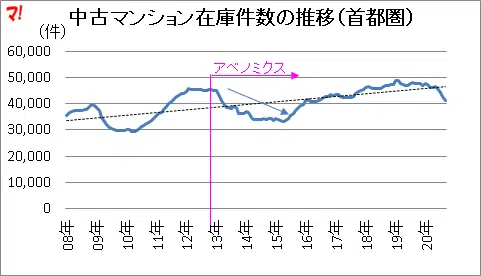 マ!
中古マンション在庫件数の推移(首都圏)
(件)
アベノミクス
60,000
50,000
40,000
30,000
20,000
10,000
0
08年
09年
10年
11年
12年
13年
14年
15年
16年
17年
18年
19年
20年